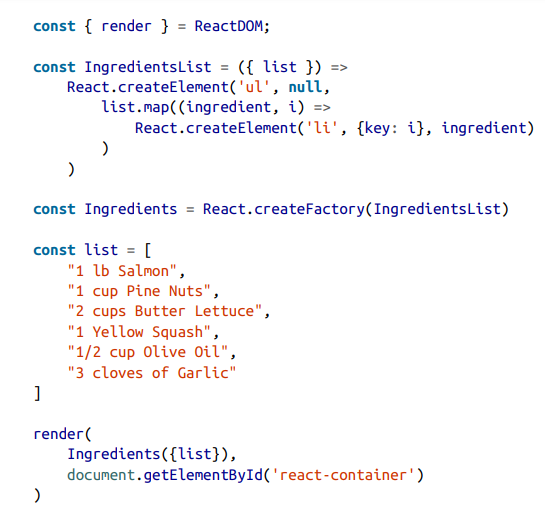 const { render } = ReactDOM;
const IngredientsList = ({ list }) =>
React.createElement('ul', null,
list.map((ingredient, i) =>
React.createElement('li', {key: i}, ingredient)
)
)
const Ingredients = React.createFactory(IngredientsList)
const list = [
"1 lb Salmon",
"1 cup Pine Nuts",
"2 cups Butter Lettuce",
"1 Yellow Squash",
"1/2 cup Olive Oil",
"3 cloves of Garlic"
]
render(
Ingredients({list}),
document.getElementById('react-container')
)